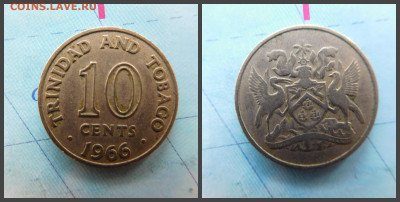 COINS.LAVE.RU
TRINIDAD AND TOBAGO
10
CENTS
1966